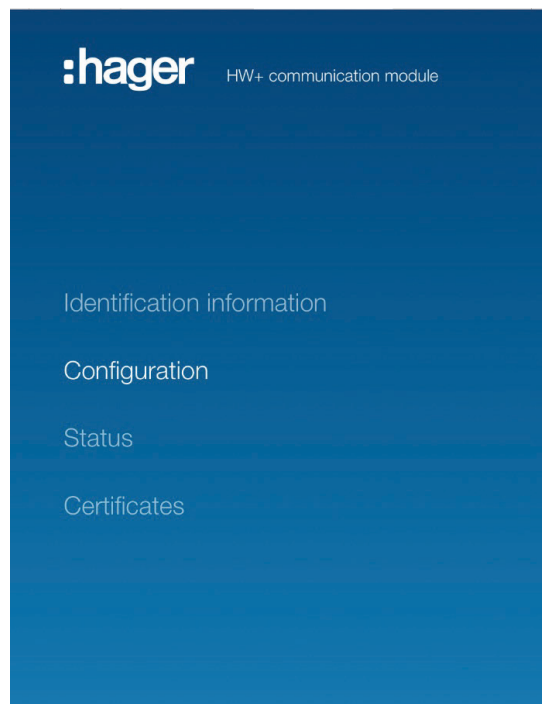 :hager HW+ communication module
Identification information
Configuration
Status
Certificates